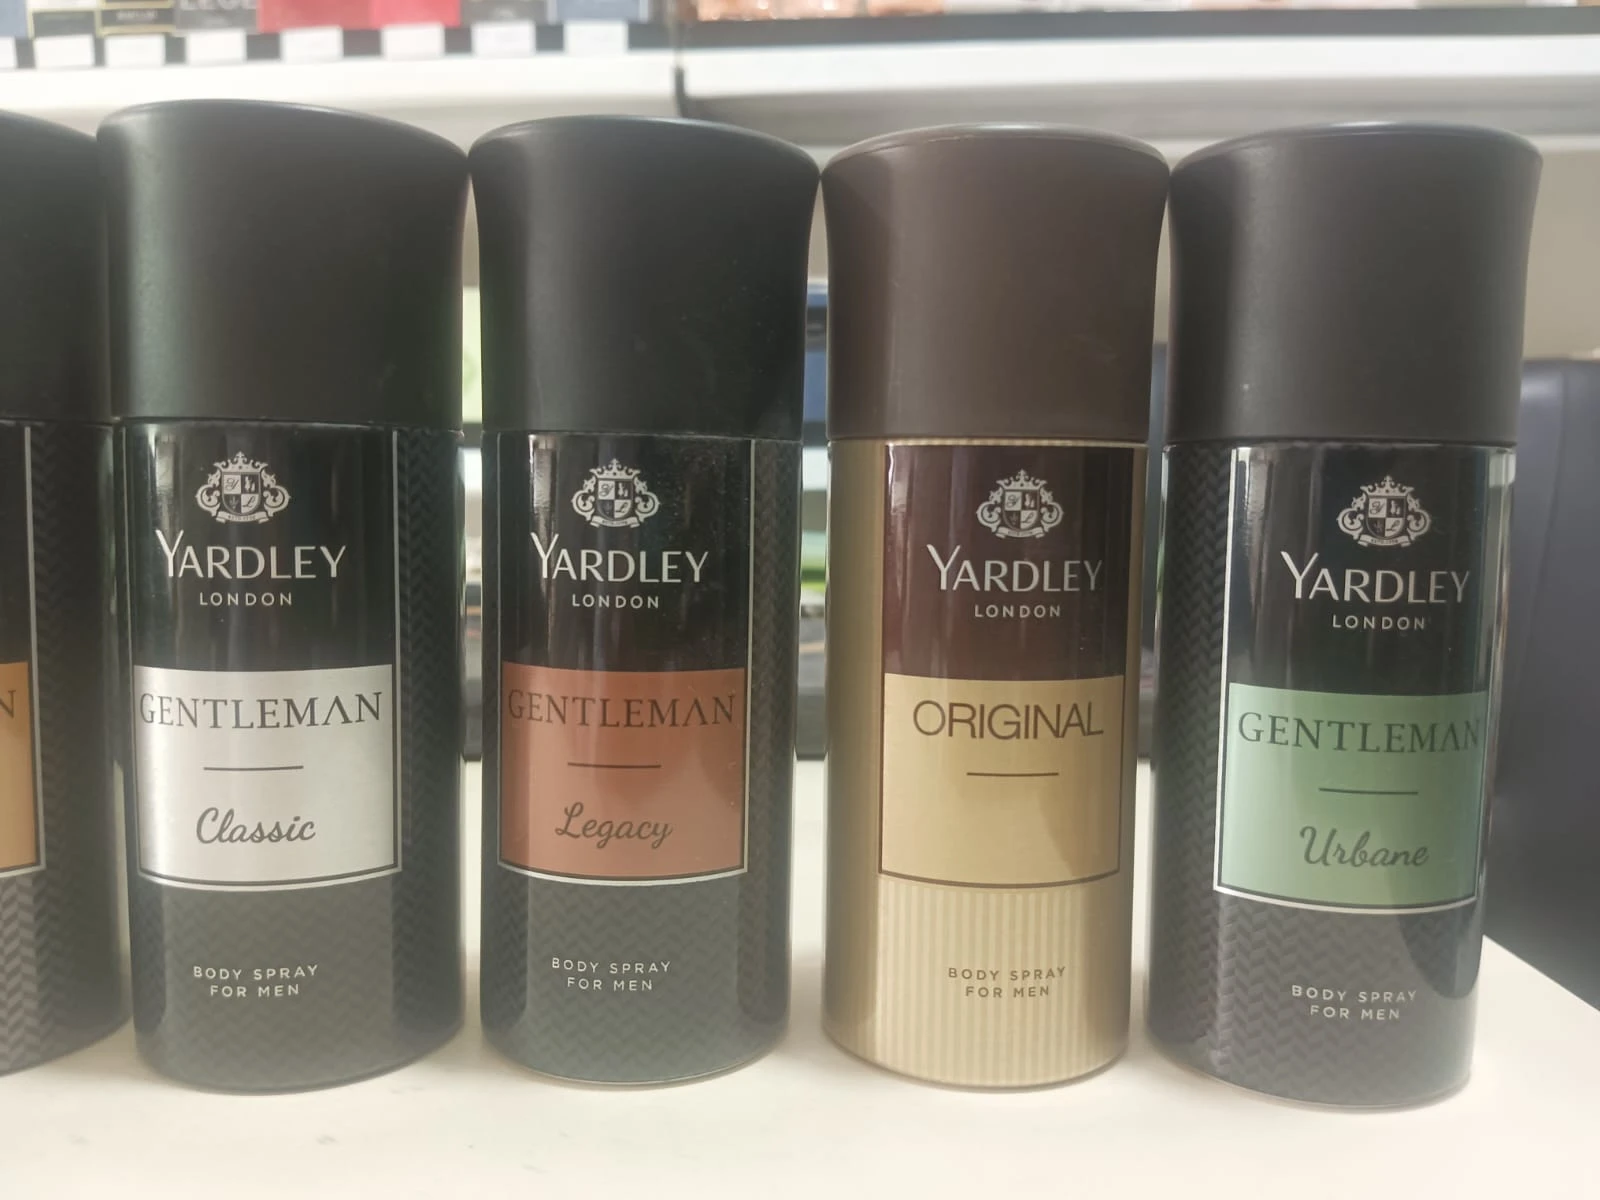 YARDLEY
LONDON
GENTLEMAN
Classic
BODY SPRAY
FOR MEN
YARDLEY
LONDON
GENTLEMAN
Legacy
BODY SPRAY
FOR MEN
YARDLEY
LONDON
ORIGINAL
BODY SPRAY
FOR MEN
YARDLEY
LONDON
GENTLEMAN
Urbane
BODY SPRAY
FOR MEN